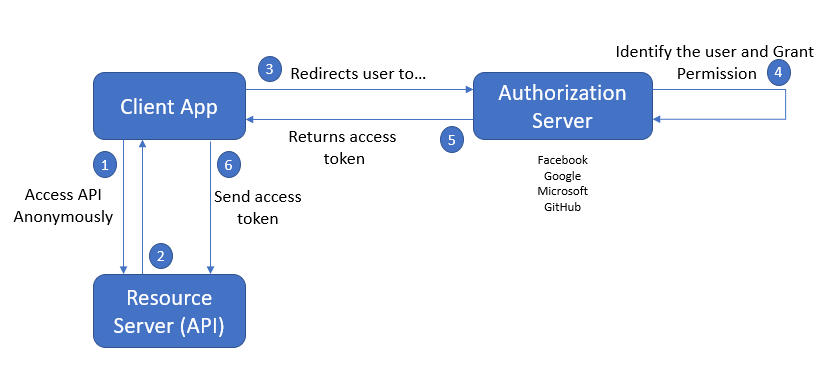 Identify the user and Grant
Permission
4
3
Redirects user to...
Client App
Authorization
Server
5
Returns access
token
1
6
Access API
Anonymously
Send access
token
Facebook
Google
Microsoft
GitHub
2
Resource
Server (API)